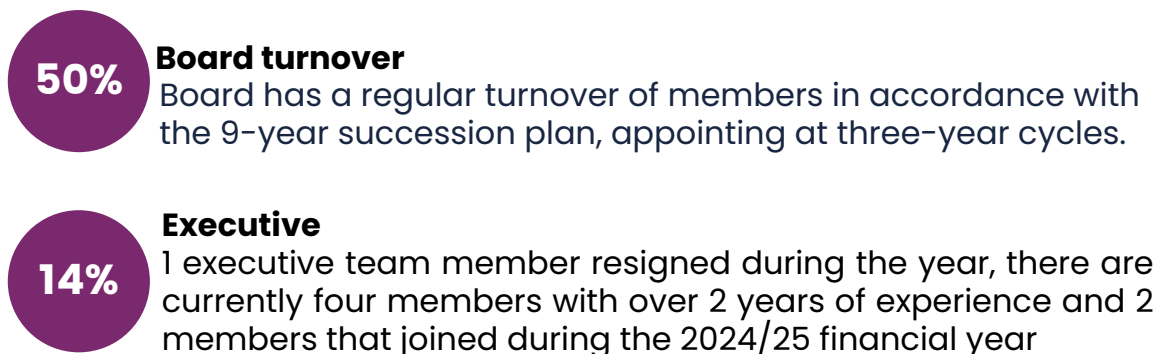 50%
Board turnover
Board has a regular turnover of members in accordance with
the 9-year succession plan, appointing at three-year cycles.
14%
Executive
1 executive team member resigned during the year, there are
currently four members with over 2 years of experience and 2
members that joined during the 2024/25 financial year